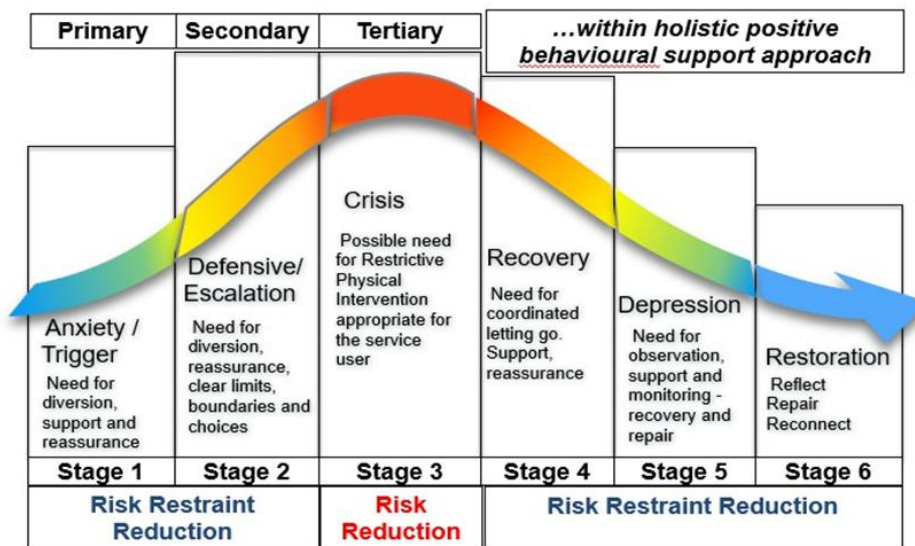 Primary
Secondary
Tertiary
...within holistic positive
behavioural support approach
Anxiety /
Trigger
Need for
diversion,
support and
reassurance
Defensive/
Escalation
Need for
diversion,
reassurance,
clear limits,
boundaries and
choices
Crisis
Possible need
for Restrictive
Physical
Intervention
appropriate for
the service
user
Recovery
Need for
coordinated
letting go.
Support,
reassurance
Depression
Need for
observation,
support and
monitoring -
recovery and
repair
Restoration
Reflect
Repair
Reconnect
Stage 1
Stage 2
Stage 3
Stage 4
Stage 5
Stage 6
Risk Restraint
Reduction
Risk
Reduction
Risk Restraint Reduction